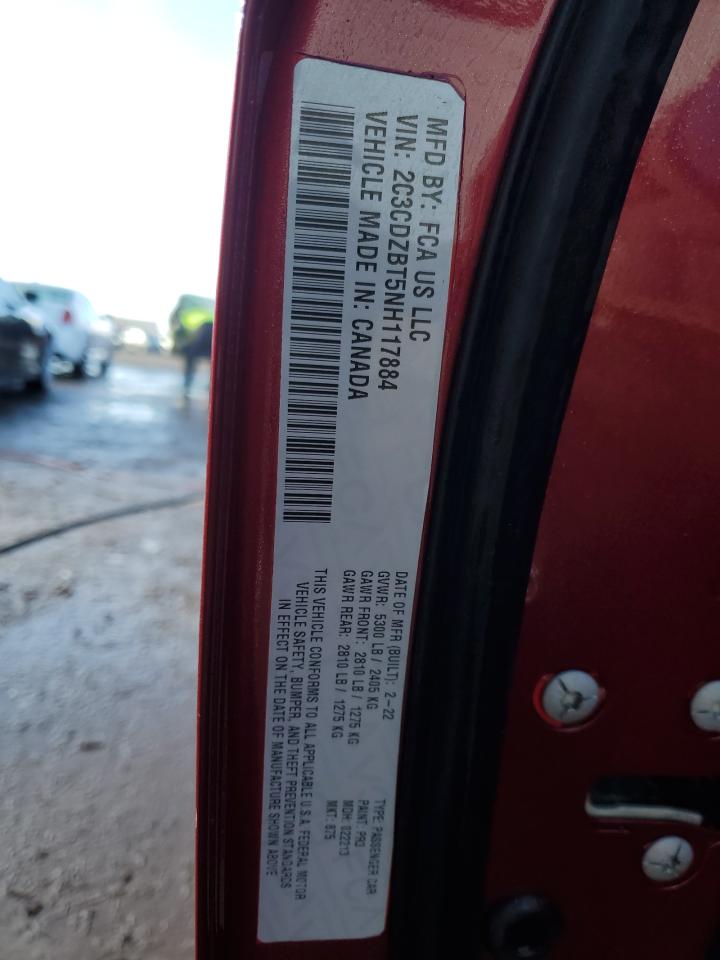 MFD BY: FCA US LLC
VIN: 2C3CDZBT5NH117884
VEHICLE MADE IN: CANADA
DATE OF MFR (BUILT): 2-22
GVWR: 5300 LB / 2405 KG
GAWR FRONT: 2810 LB / 1275 KG
GAWR REAR: 2810 LB / 1275 KG
THIS VEHICLE CONFORMS TO ALL APPLICABLE U.S.A. FEDERAL MOTOR
VEHICLE SAFETY, BUMPER, AND THEFT PREVENTION STANDARDS
IN EFFECT ON THE DATE OF MANUFACTURE SHOWN ABOVE
TYPE: PASSENGER CAR
PAINT: PRJ
MDH: 022213
MKT: 875